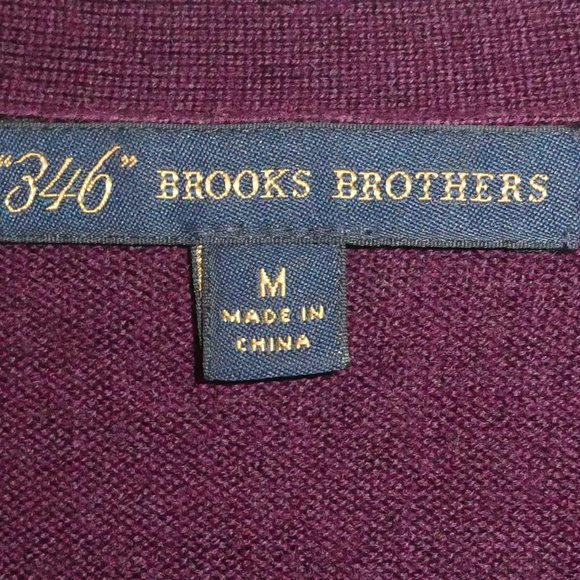 "346" BROOKS BROTHERS
M
MADE IN
CHINA